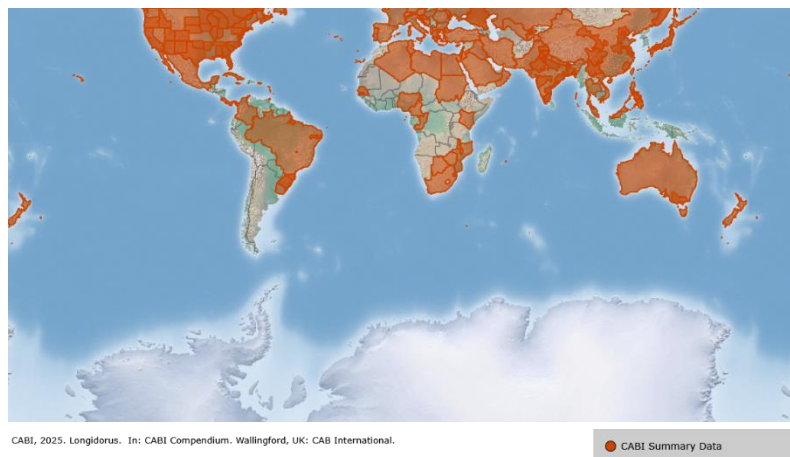 CABI, 2025. Longidorus.  In: CABI Compendium. Wallingford, UK: CAB International.
CABI Summary Data